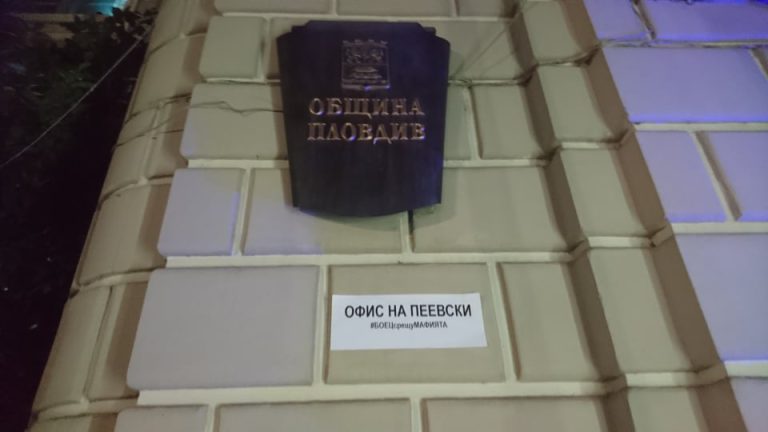 ОБЩИНА
ПЛОВДИВ
ОФИС НА ПЕЕВСКИ
#БОЕЦсрещуМАФИЯТА